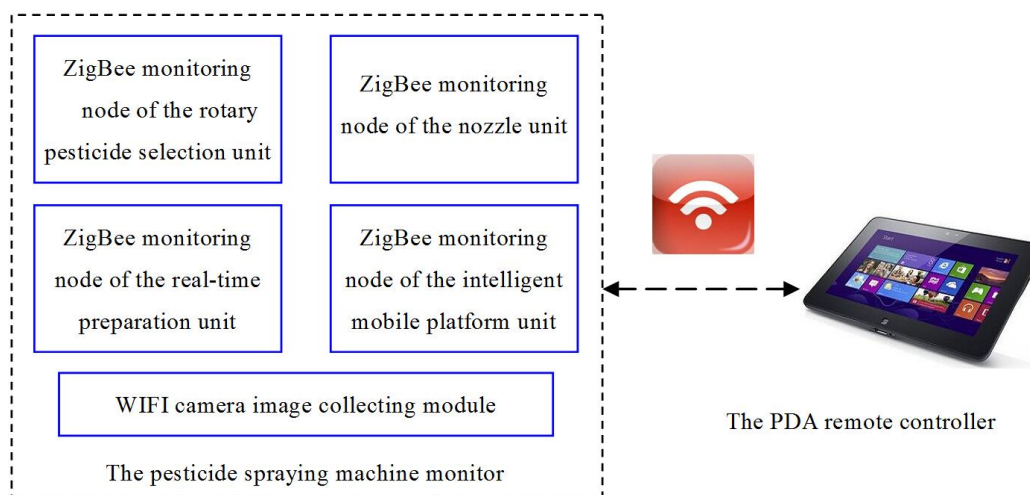 ZigBee monitoring
node of the rotary
pesticide selection unit
ZigBee monitoring
node of the nozzle unit
ZigBee monitoring
node of the real-time
preparation unit
ZigBee monitoring
node of the intelligent
mobile platform unit
WIFI camera image collecting module
The pesticide spraying machine monitor
Start
The PDA remote controller